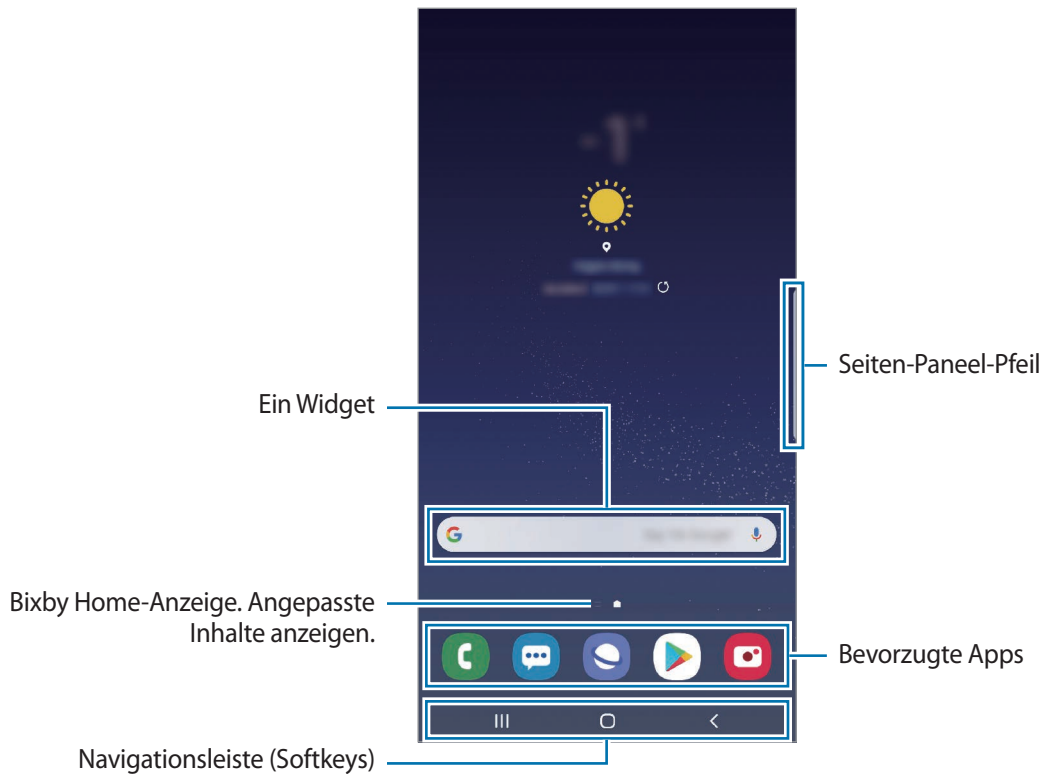 Seiten-Paneel-Pfeil
Ein Widget
Bixby Home-Anzeige. Angepasste
Inhalte anzeigen.
Bevorzugte Apps
Navigationsleiste (Softkeys)